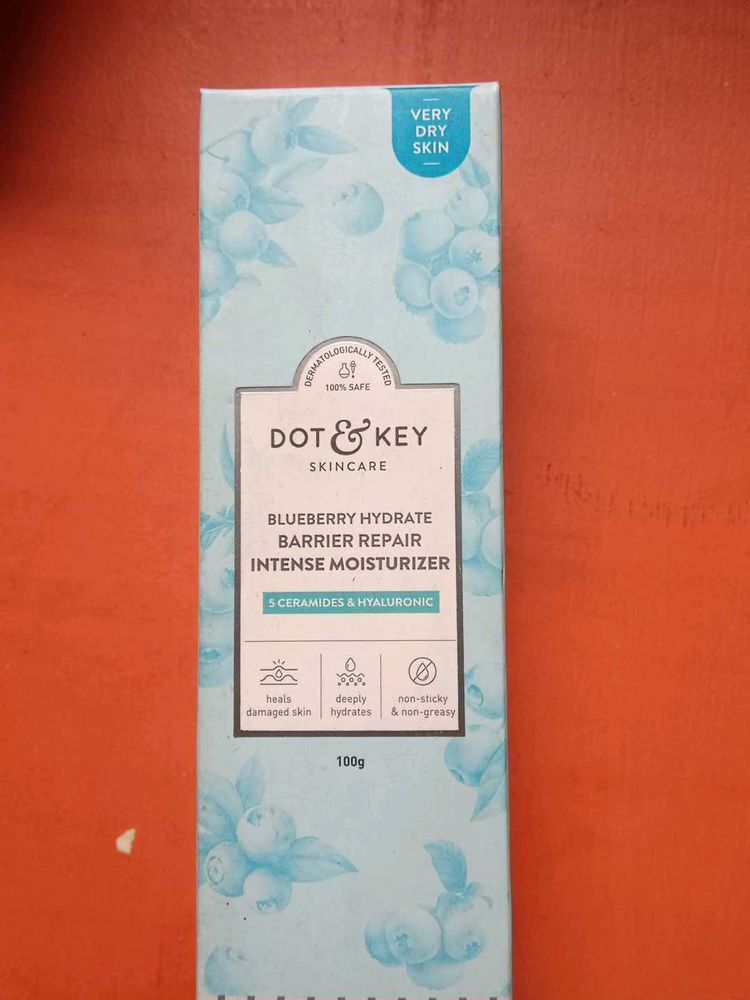 VERY
DRY
SKIN
DERMATOLOGICALLY TESTED
100% SAFE
DOT & KEY
SKINCARE
BLUEBERRY HYDRATE
BARRIER REPAIR
INTENSE MOISTURIZER
5 CERAMIDES & HYALURONIC
heals
damaged skin
deeply
hydrates
non-sticky
& non-greasy
100g